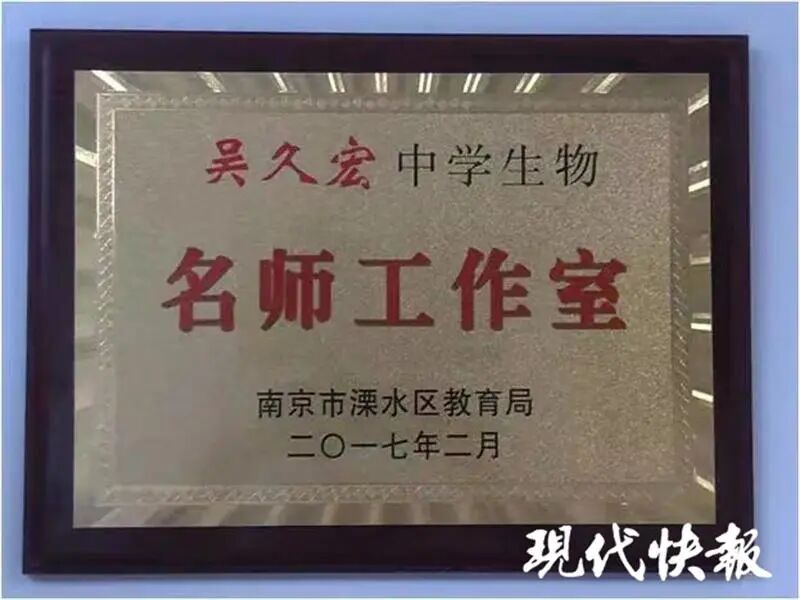 吴久宏 中学生物
名师工作室
南京市溧水区教育局
二〇一七年二月
现代快報